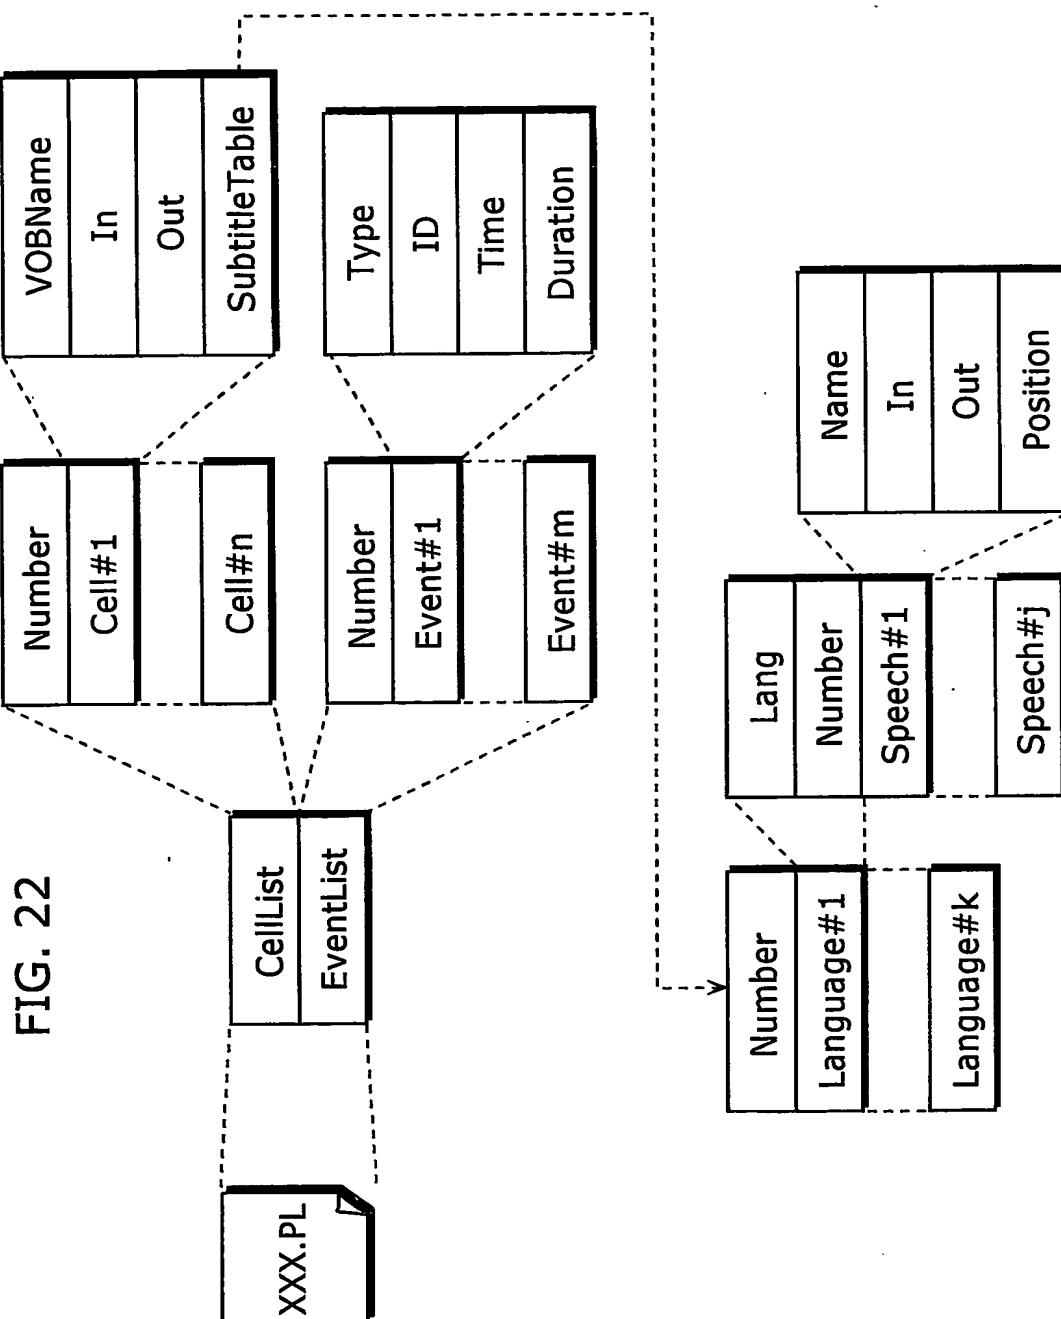 FIG. 22
XXX.PL
CellList
EventList
Number
Cell#1
Cell#n
Number
Event#1
Event#m
VOBName
In
Out
SubtitleTable
Type
ID
Time
Duration
Number
Language#1
Language#k
Lang
Number
Speech#1
Speech#j
Name
In
Out
Position